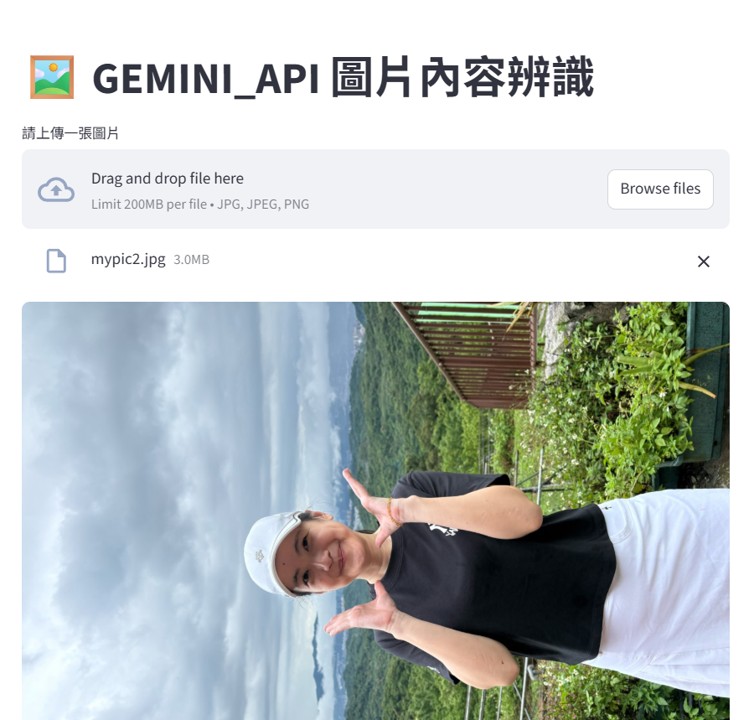 GEMINI_API 圖片內容辨識
請上傳一張圖片
Drag and drop file here
Limit 200MB per file • JPG, JPEG, PNG
Browse files
mypic2.jpg 3.0MB